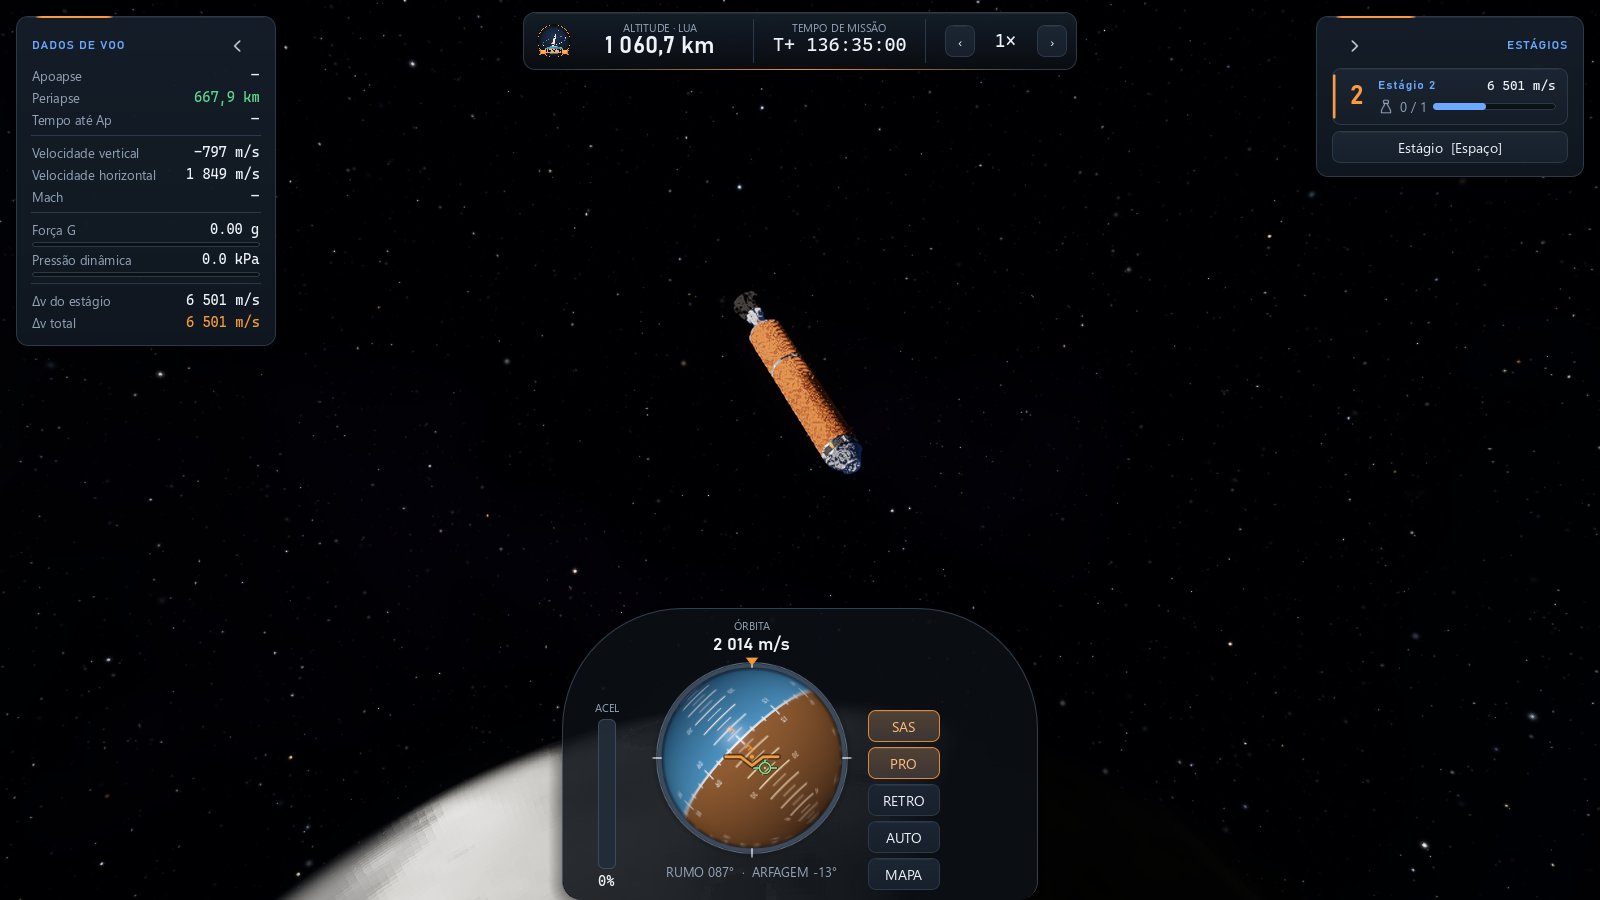 DADOS DE VOO
Apoapse –
Periapse 667,9 km
Tempo até Ap –
Velocidade vertical −797 m/s
Velocidade horizontal 1 849 m/s
Mach –
Força G 0.00 g
Pressão dinâmica 0.0 kPa
Δv do estágio 6 501 m/s
Δv total 6 501 m/s
ALTITUDE · LUA
1 060,7 km
TEMPO DE MISSÃO
T+ 136:35:00
‹ 1× ›
ESTÁGIOS
2 Estágio 2 6 501 m/s
0 / 1
Estágio [Espaço]
ÓRBITA
2 014 m/s
ACEL
0%
SAS
PRO
RETRO
AUTO
MAPA
RUMO 087° · ARFAGEM -13°